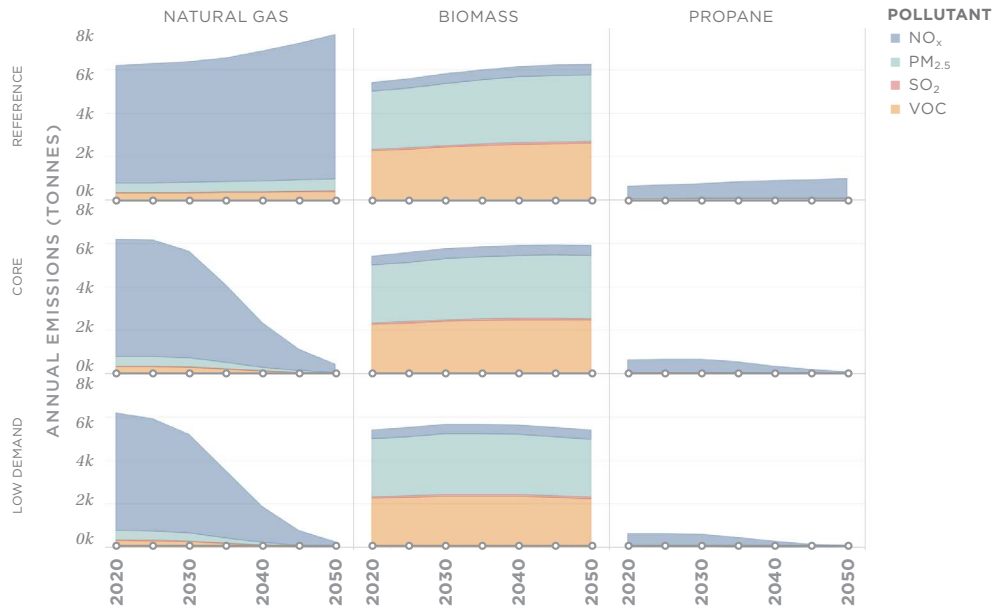 NATURAL GAS
BIOMASS
PROPANE
POLLUTANT
NOₓ
PM₂.₅
SO₂
VOC
ANNUAL EMISSIONS (TONNES)
REFERENCE
8k
6k
4k
2k
0k
CORE
8k
6k
4k
2k
0k
LOW DEMAND
8k
6k
4k
2k
0k
2020 2030 2040 2050 2020 2030 2040 2050 2020 2030 2040 2050